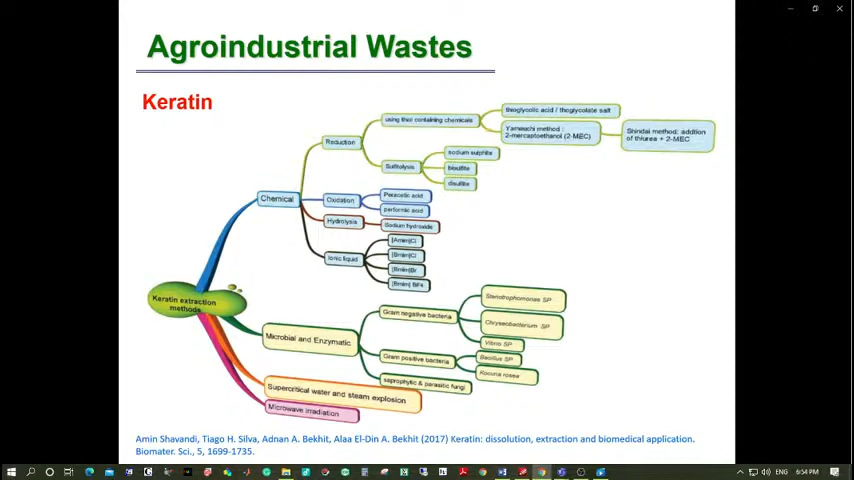 Agroindustrial Wastes
Keratin
Keratin extraction
methods
Chemical
Reduction
using thiol containing chemicals
thioglycolic acid / thioglycolate salt
Yamauchi method :
2-mercaptoethanol (2-MEC)
Shindai method: addtion
of thiurea + 2-MEC
Sulfitolysis
sodium sulphite
bisulfite
disulfite
Oxidation
Peracetic acid
performic acid
Hydrolysis
Sodium hydroxide
Ionic liquid
[Amim]Cl
[Bmim]Cl
[Bmim]Br
[Bmim] BF4
Microbial and Enzymatic
Gram negative bacteria
Stenotrophomonas SP
Chryseobacterium SP
Vibrio SP
Gram positive bacteria
Bacillus SP
Kocuria rosea
saprophytic & parasitic fungi
Supercritical water and steam explosion
Microwave irradiation
Amin Shavandi, Tiago H. Silva, Adnan A. Bekhit, Alaa El-Din A. Bekhit (2017) Keratin: dissolution, extraction and biomedical application.
Biomater. Sci., 5, 1699-1735.
ENG
6:54 PM